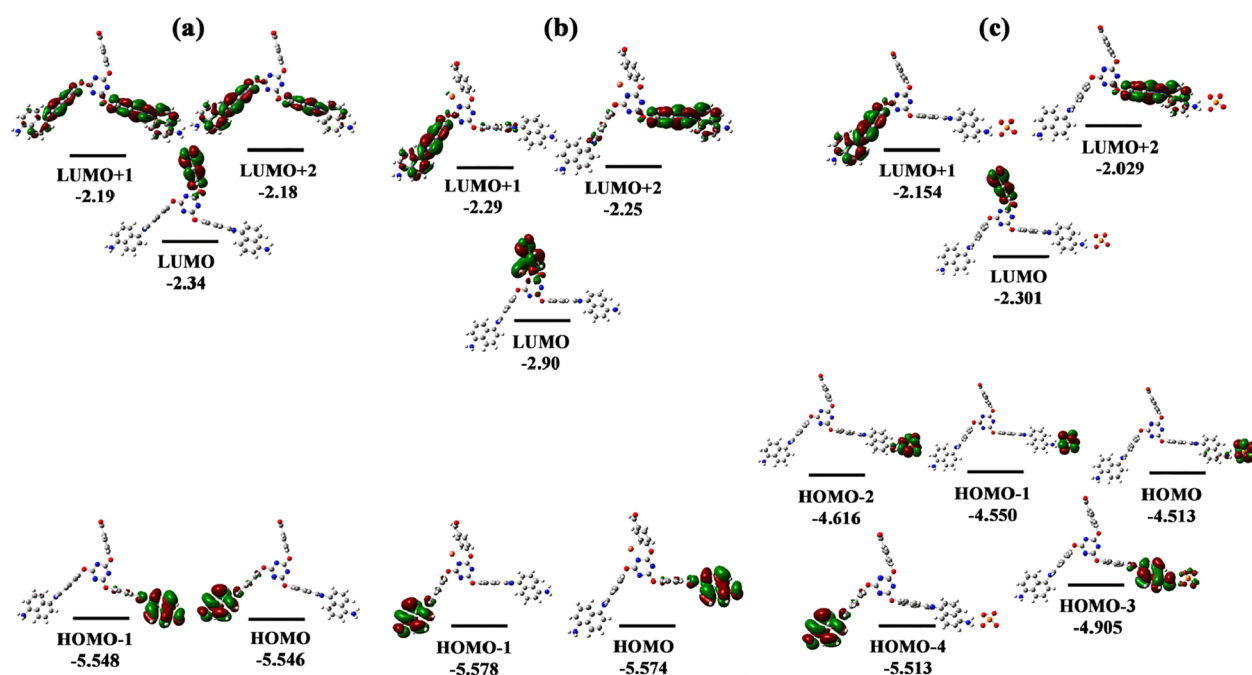 (a)
LUMO+1
-2.19
LUMO+2
-2.18
LUMO
-2.34
HOMO-1
-5.548
HOMO
-5.546
(b)
LUMO+1
-2.29
LUMO+2
-2.25
LUMO
-2.90
HOMO-1
-5.578
HOMO
-5.574
(c)
LUMO+1
-2.154
LUMO+2
-2.029
LUMO
-2.301
HOMO-2
-4.616
HOMO-1
-4.550
HOMO
-4.513
HOMO-4
-5.513
HOMO-3
-4.905